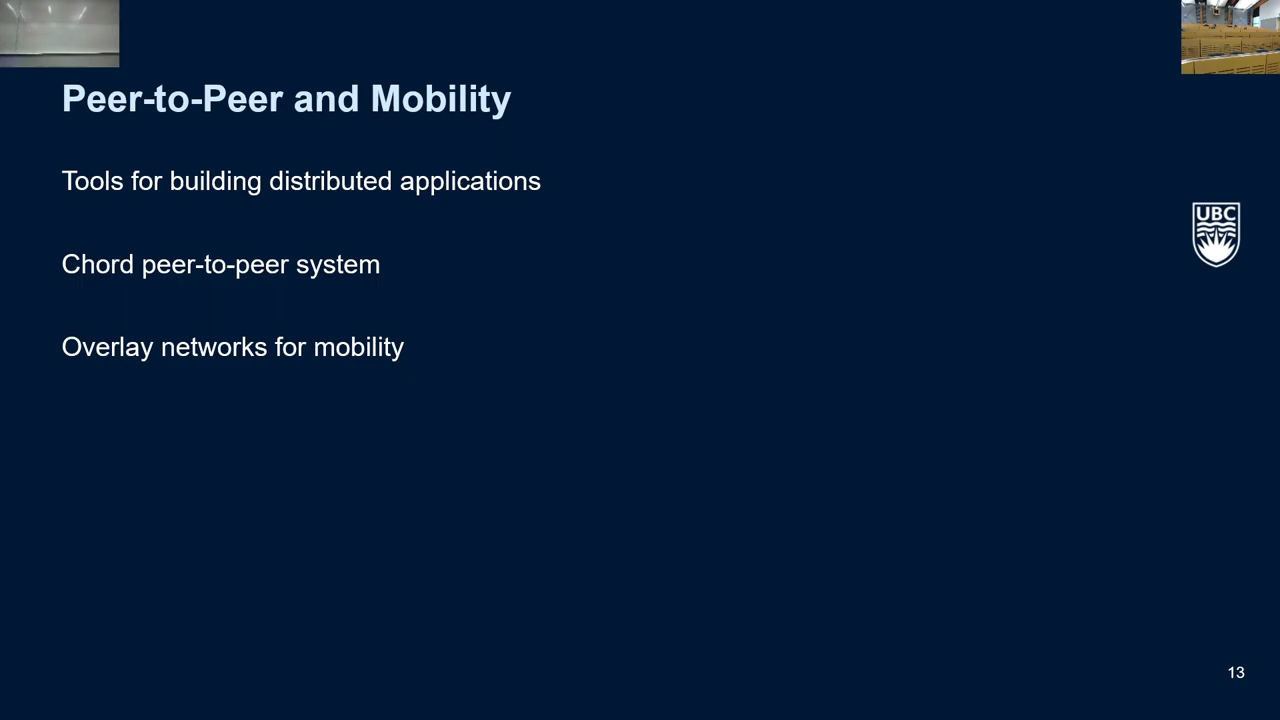 Peer-to-Peer and Mobility
Tools for building distributed applications
UBC
Chord peer-to-peer system
Overlay networks for mobility
13